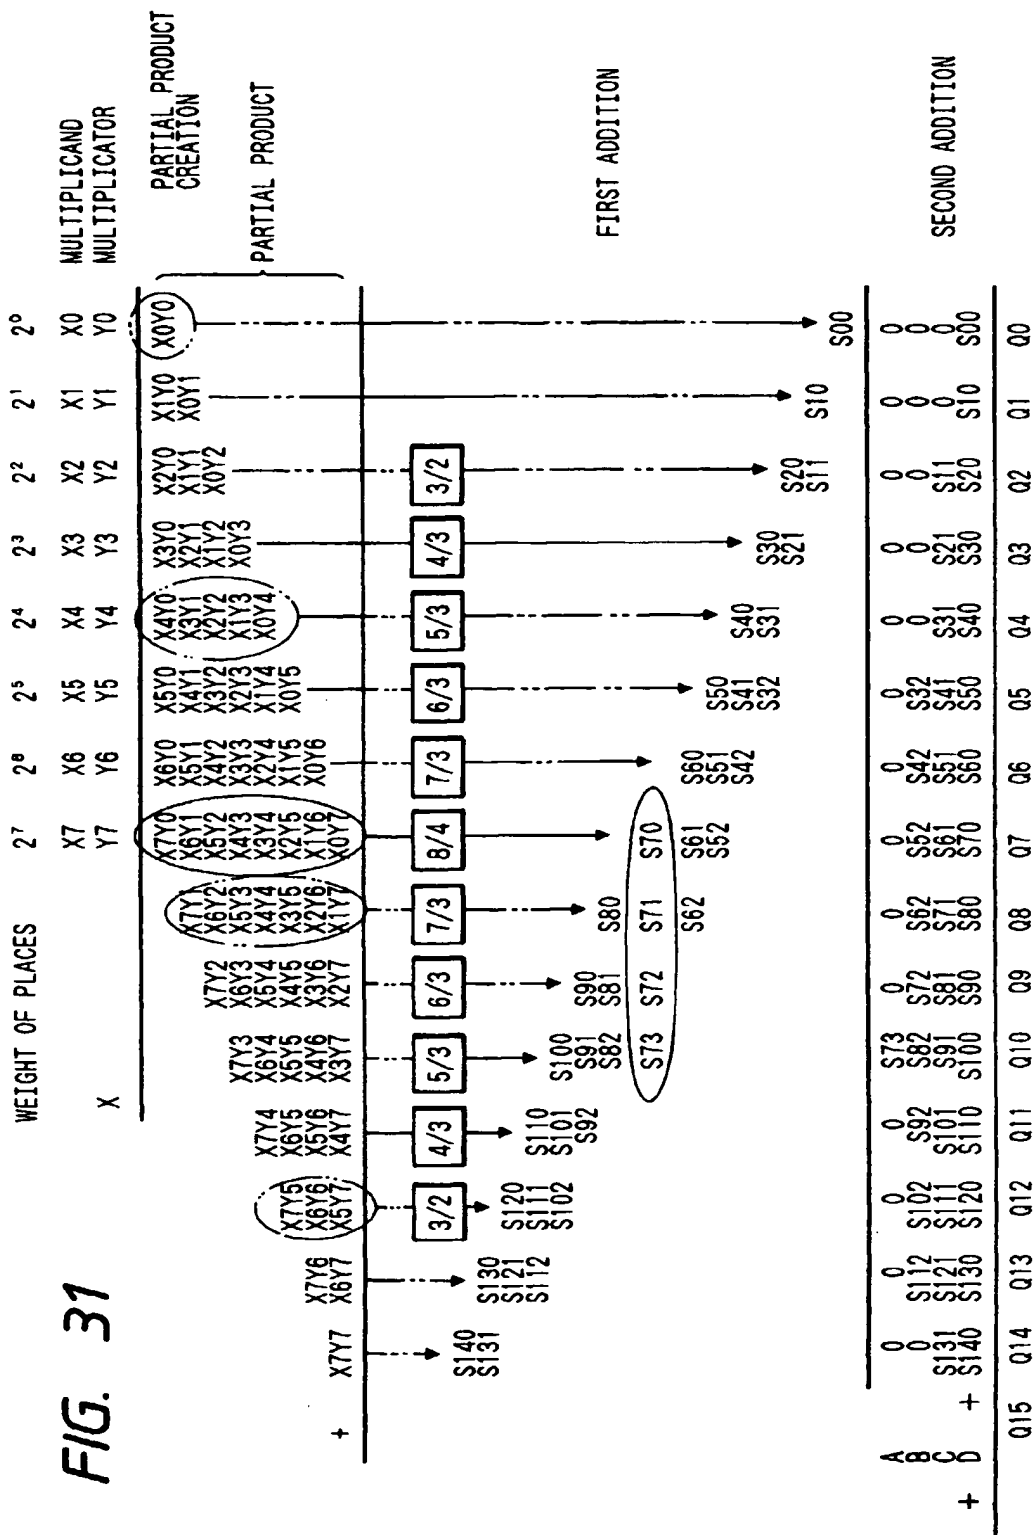 FIG. 31
WEIGHT OF PLACES 2⁷ 2⁸ 2⁵ 2⁴ 2³ 2² 2¹ 2⁰
X7 X6 X5 X4 X3 X2 X1 X0 MULTIPLICAND
X Y7 Y6 Y5 Y4 Y3 Y2 Y1 Y0 MULTIPLICATOR
X7Y0 X6Y0 X5Y0 X4Y0 X3Y0 X2Y0 X1Y0 X0Y0 PARTIAL PRODUCT
X7Y1 X6Y1 X5Y1 X4Y1 X3Y1 X2Y1 X1Y1 X0Y1 CREATION
X7Y2 X6Y2 X5Y2 X4Y2 X3Y2 X2Y2 X1Y2 X0Y2
X7Y3 X6Y3 X5Y3 X4Y3 X3Y3 X2Y3 X1Y3 X0Y3
X7Y4 X6Y4 X5Y4 X4Y4 X3Y4 X2Y4 X1Y4 X0Y4 PARTIAL PRODUCT
X7Y5 X6Y5 X5Y5 X4Y5 X3Y5 X2Y5 X1Y5 X0Y5
X7Y6 X6Y6 X5Y6 X4Y6 X3Y6 X2Y6 X1Y6 X0Y6
+ X7Y7 X6Y7 X5Y7 X4Y7 X3Y7 X2Y7 X1Y7 X0Y7
3/2 4/3 5/3 6/3 7/3 8/4 7/3 6/3 5/3 4/3 3/2
S140
S131 S130
S121 S120
S112 S111 S110
S102 S101 S100
S92 S91 S90
S82 S81 S80 FIRST ADDITION
S73 S72 S71 S70
S62 S61 S60
S52 S51 S50
S42 S41 S40
S32 S31 S30
S21 S20
S11 S10
S00
A 0 0 0 0 S73 0 0 0 0 0 0 0 0 0 0
B 0 S112 S102 S92 S82 S72 S62 S52 S42 S32 0 0 0 0 0
C S131 S121 S111 S101 S91 S81 S71 S61 S51 S41 S31 S21 S11 0 0 SECOND ADDITION
+ D + S140 S130 S120 S110 S100 S90 S80 S70 S60 S50 S40 S30 S20 S10 S00
Q15 Q14 Q13 Q12 Q11 Q10 Q9 Q8 Q7 Q6 Q5 Q4 Q3 Q2 Q1 Q0